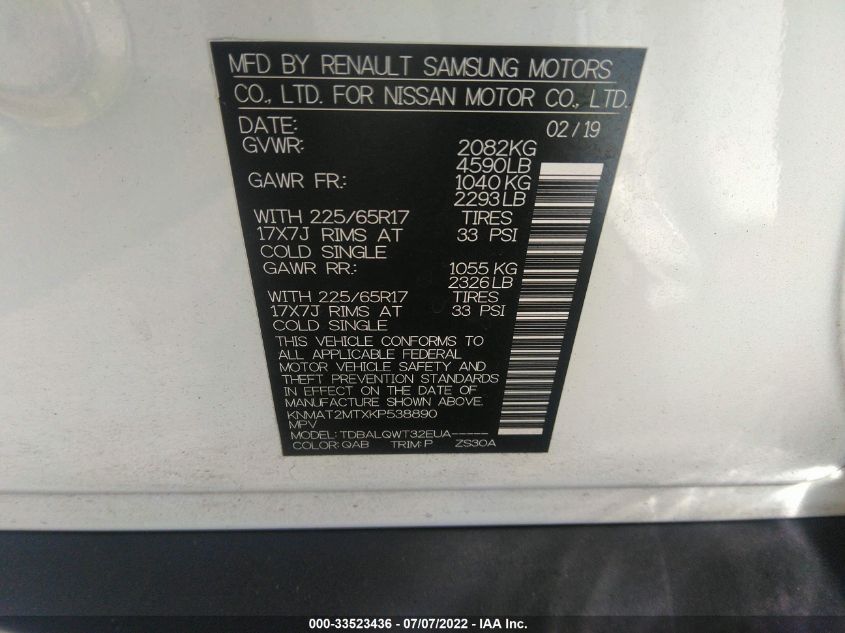 MFD BY RENAULT SAMSUNG MOTORS
CO., LTD. FOR NISSAN MOTOR CO., LTD.
DATE: 02/19
GVWR: 2082KG
4590LB
GAWR FR.: 1040KG
2293LB
WITH 225/65R17 TIRES
17X7J RIMS AT 33 PSI
COLD SINGLE
GAWR RR.: 1055KG
2326LB
WITH 225/65R17 TIRES
17X7J RIMS AT 33 PSI
COLD SINGLE
THIS VEHICLE CONFORMS TO
ALL APPLICABLE FEDERAL
MOTOR VEHICLE SAFETY AND
THEFT PREVENTION STANDARDS
IN EFFECT ON THE DATE OF
MANUFACTURE SHOWN ABOVE.
KNMAT2MTXKP538890
MPV
MODEL: TDBALQWT32EUA-----
COLOR: QAB TRIM: P ZS30A
000-33523436 - 07/07/2022 - IAA Inc.